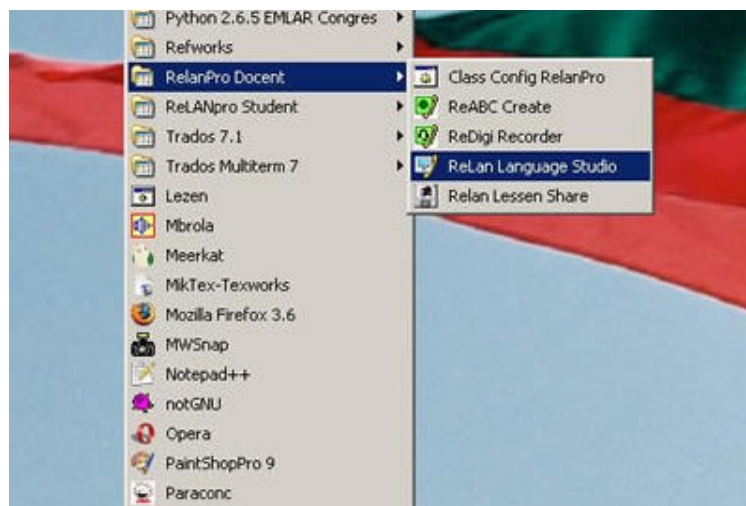 Python 2.6.5 EMLAR Congres
Refworks
RelanPro Docent
ReLANpro Student
Trados 7.1
Trados Multiterm 7
Lezen
Mbrola
Meerkat
MikTex-Texworks
Mozilla Firefox 3.6
MWSnap
Notepad++
notGNU
Opera
PaintShopPro 9
Paraconc
Class Config RelanPro
ReABC Create
ReDigi Recorder
ReLan Language Studio
Relan Lessen Share